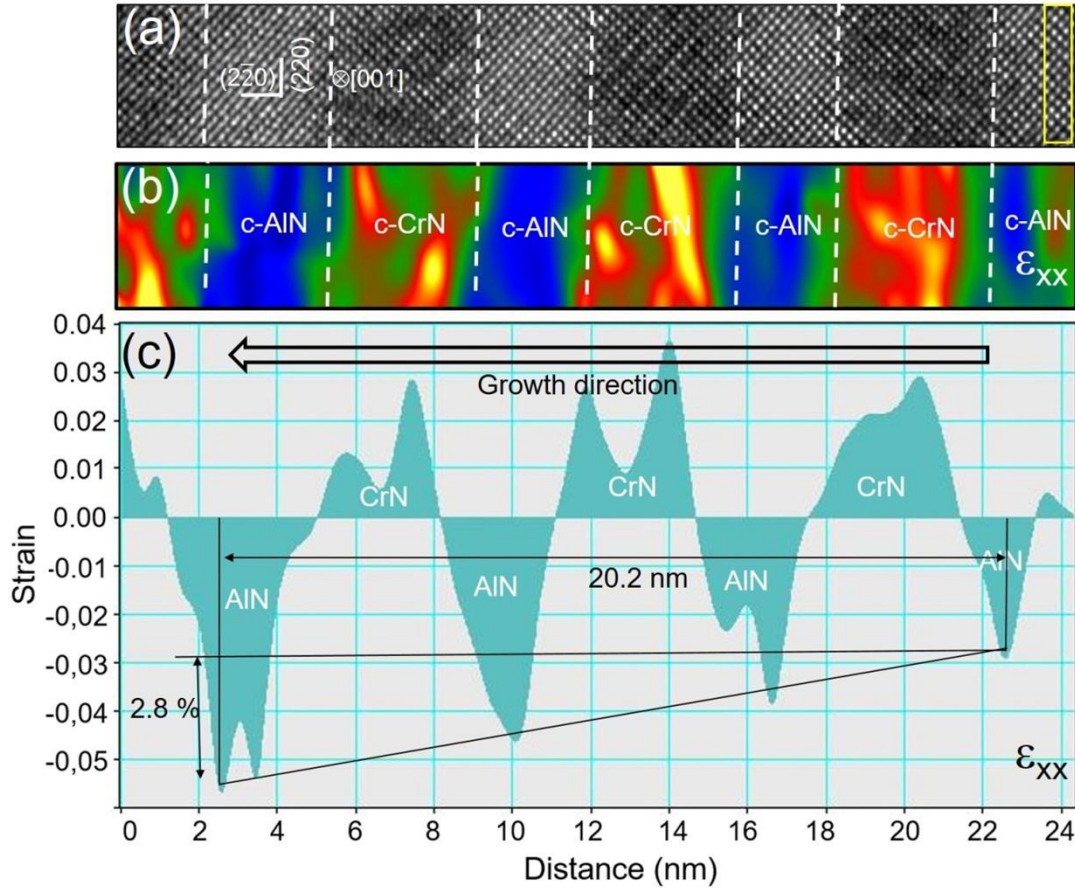 (a)
(22̅0)
(220)
⊗[001]
(b)
c-AlN
c-CrN
c-AlN
c-CrN
c-AlN
c-CrN
c-AlN
εxx
(c)
Growth direction
0.04
0.03
0.02
0.01
0.00
-0.01
-0.02
-0,03
-0,04
-0,05
Strain
CrN
CrN
CrN
AlN
AlN
AlN
AlN
20.2 nm
2.8 %
εxx
0 2 4 6 8 10 12 14 16 18 20 22 24
Distance (nm)